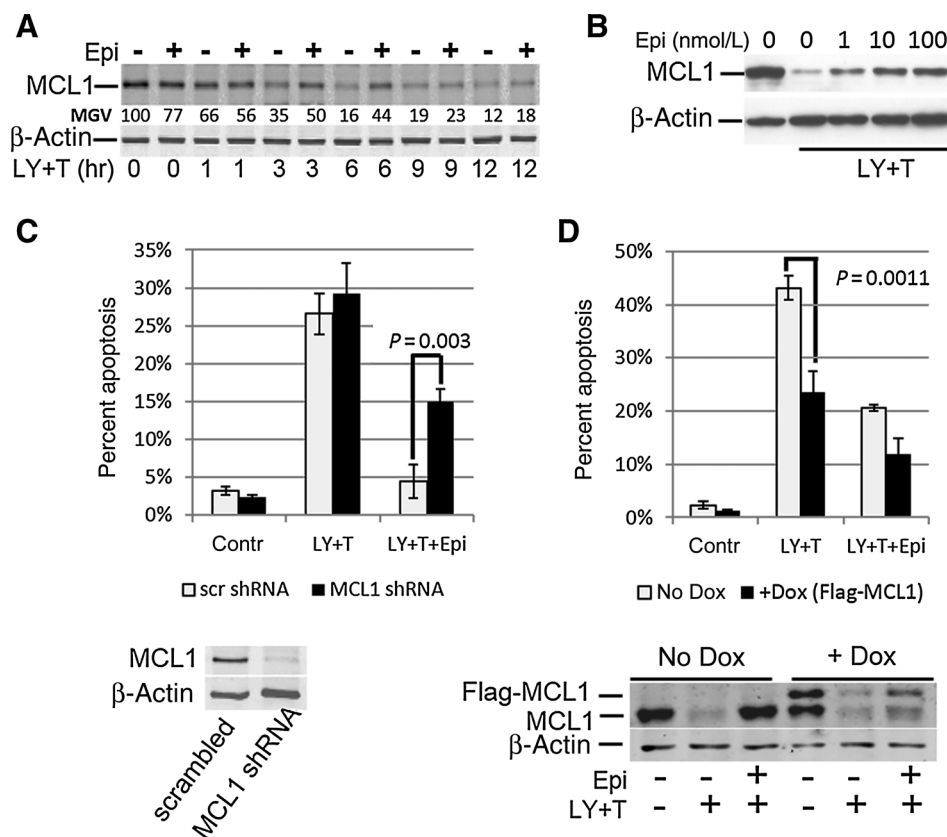 A
Epi - + - + - + - + - + - +
MCL1
MGV 100 77 66 56 35 50 16 44 19 23 12 18
β-Actin
LY+T (hr) 0 0 1 1 3 3 6 6 9 9 12 12
B
Epi (nmol/L) 0 0 1 10 100
MCL1
β-Actin
LY+T
C
35%
30%
25%
20%
15%
10%
5%
0%
Percent apoptosis
P = 0.003
Contr LY+T LY+T+Epi
scr shRNA MCL1 shRNA
MCL1
β-Actin
scrambled
MCL1 shRNA
D
50%
40%
30%
20%
10%
0%
Percent apoptosis
P = 0.0011
Contr LY+T LY+T+Epi
No Dox +Dox (Flag-MCL1)
No Dox + Dox
Flag-MCL1
MCL1
β-Actin
Epi - - + - - +
LY+T - + + - + +